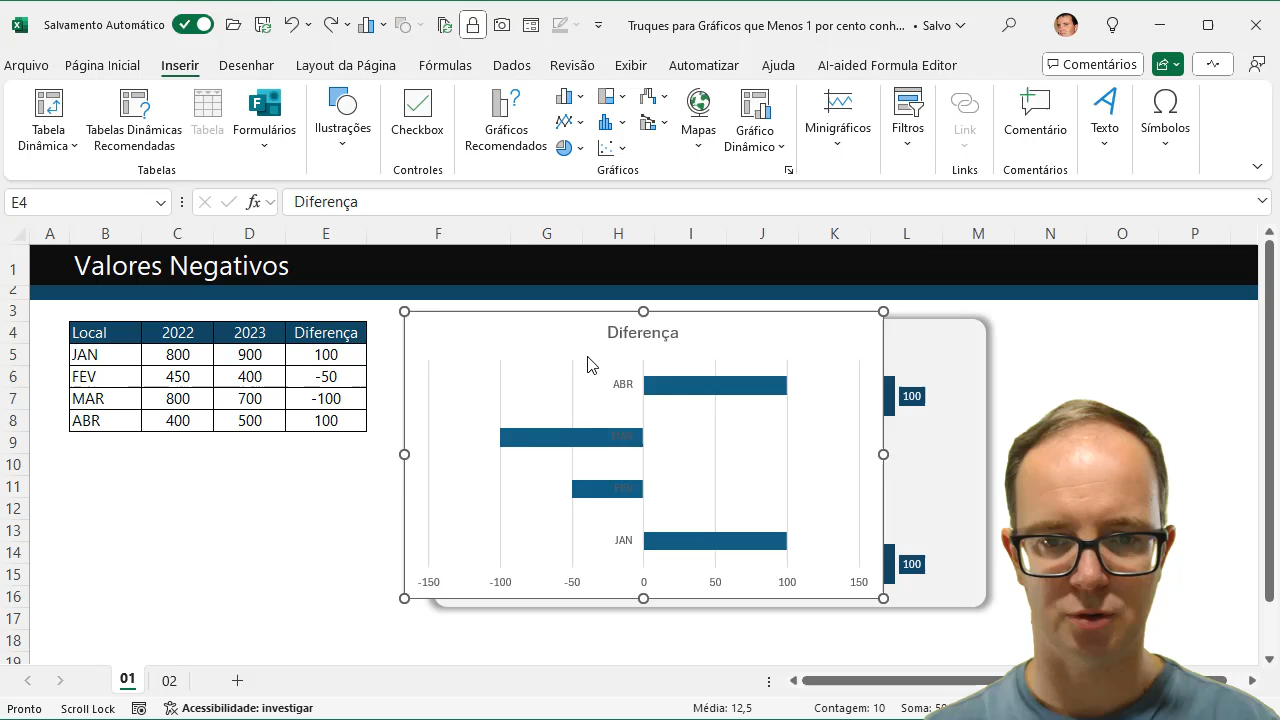 Salvamento Automático
Truques para Gráficos que Menos 1 por cento conh... • Salvo
Arquivo Página Inicial Inserir Desenhar Layout da Página Fórmulas Dados Revisão Exibir Automatizar Ajuda AI-aided Formula Editor Comentários
Tabela Dinâmica
Tabelas Dinâmicas Recomendadas
Tabela
Formulários
Ilustrações
Checkbox
Gráficos Recomendados
Mapas
Gráfico Dinâmico
Minigráficos
Filtros
Link
Comentário
Texto
Símbolos
Tabelas Controles Gráficos Links Comentários
E4 fx Diferença
A B C D E F G H I J K L M N O P
1 Valores Negativos
2
3
4 Local 2022 2023 Diferença
5 JAN 800 900 100
6 FEV 450 400 -50
7 MAR 800 700 -100
8 ABR 400 500 100
9
10
11
12
13
14
15
16
17
18
19
Diferença
ABR
MAR
FEV
JAN
-150 -100 -50 0 50 100 150
100
100
01 02
Pronto Scroll Lock Acessibilidade: investigar Média: 12,5 Contagem: 10